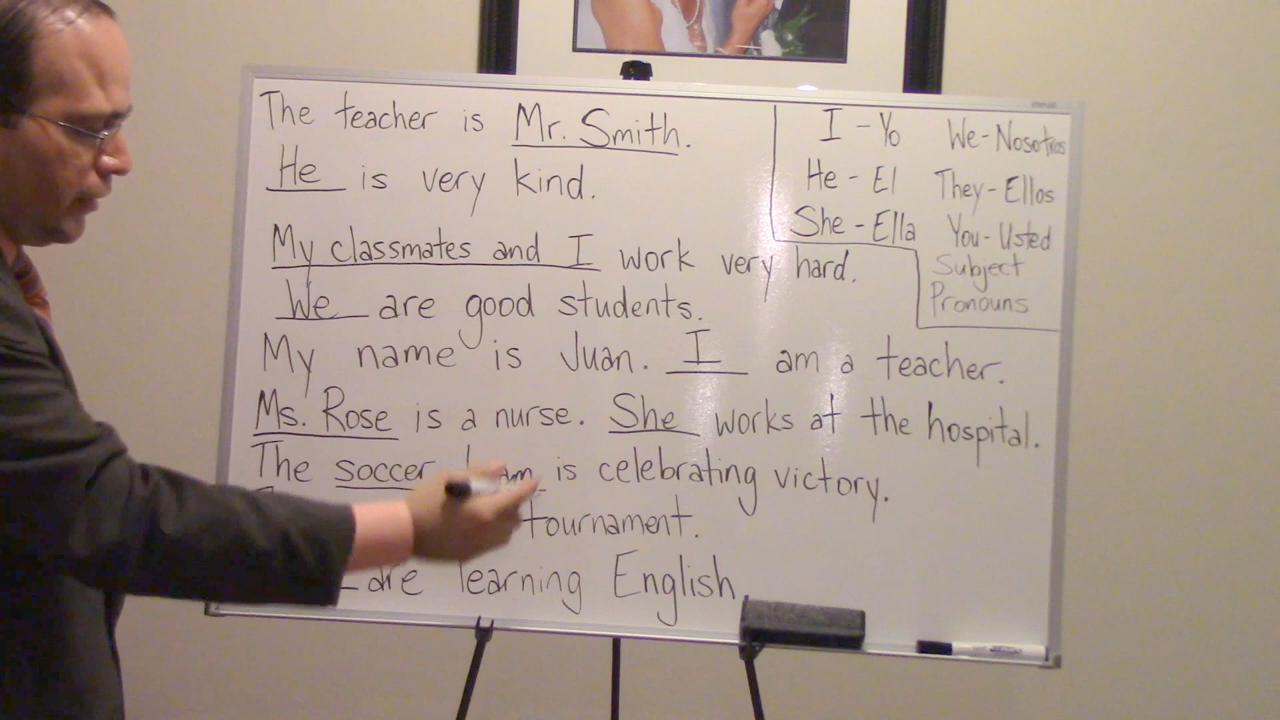 The teacher is Mr. Smith.
He is very kind.
My classmates and I work very hard.
We are good students.
My name is Juan. I am a teacher.
Ms. Rose is a nurse. She works at the hospital.
The soccer is celebrating victory.
tournament.
are learning English
I - Yo We - Nosotros
He - El They - Ellos
She - Ella You - Usted
Subject
Pronouns